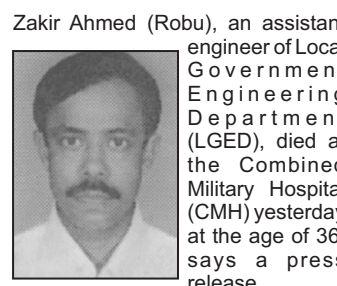 Zakir Ahmed (Robu), an assistan
engineer of Loca
Governmen
Engineering
Departmen
(LGED), died a
the Combined
Military Hospita
(CMH) yesterday
at the age of 36
says a press
release.